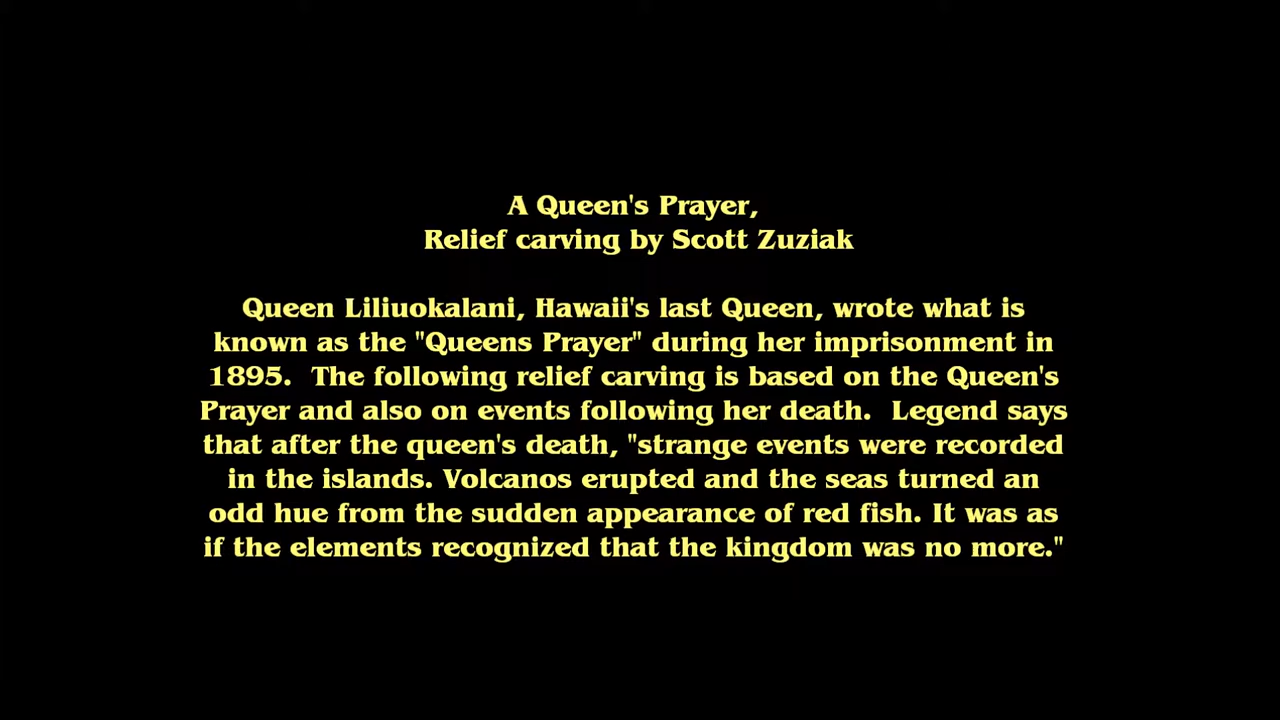 A Queen's Prayer,
Relief carving by Scott Zuziak
Queen Liliuokalani, Hawaii's last Queen, wrote what is
known as the "Queens Prayer" during her imprisonment in
1895.  The following relief carving is based on the Queen's
Prayer and also on events following her death.  Legend says
that after the queen's death, "strange events were recorded
in the islands. Volcanos erupted and the seas turned an
odd hue from the sudden appearance of red fish. It was as
if the elements recognized that the kingdom was no more."